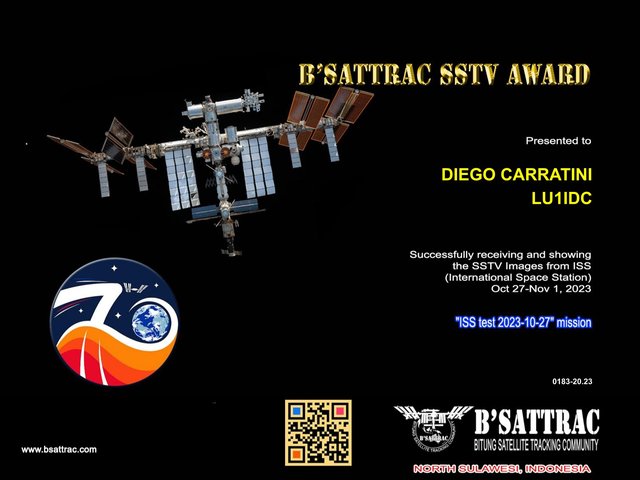 B'SATTRAC SSTV AWARD
Presented to
DIEGO CARRATINI
LU1IDC
Successfully receiving and showing
the SSTV Images from ISS
(International Space Station)
Oct 27-Nov 1, 2023
"ISS test 2023-10-27" mission
70
0183-20.23
B'SATTRAC
B'SATTRAC
BITUNG SATELLITE TRACKING COMMUNITY
www.bsattrac.com
NORTH SULAWESI, INDONESIA